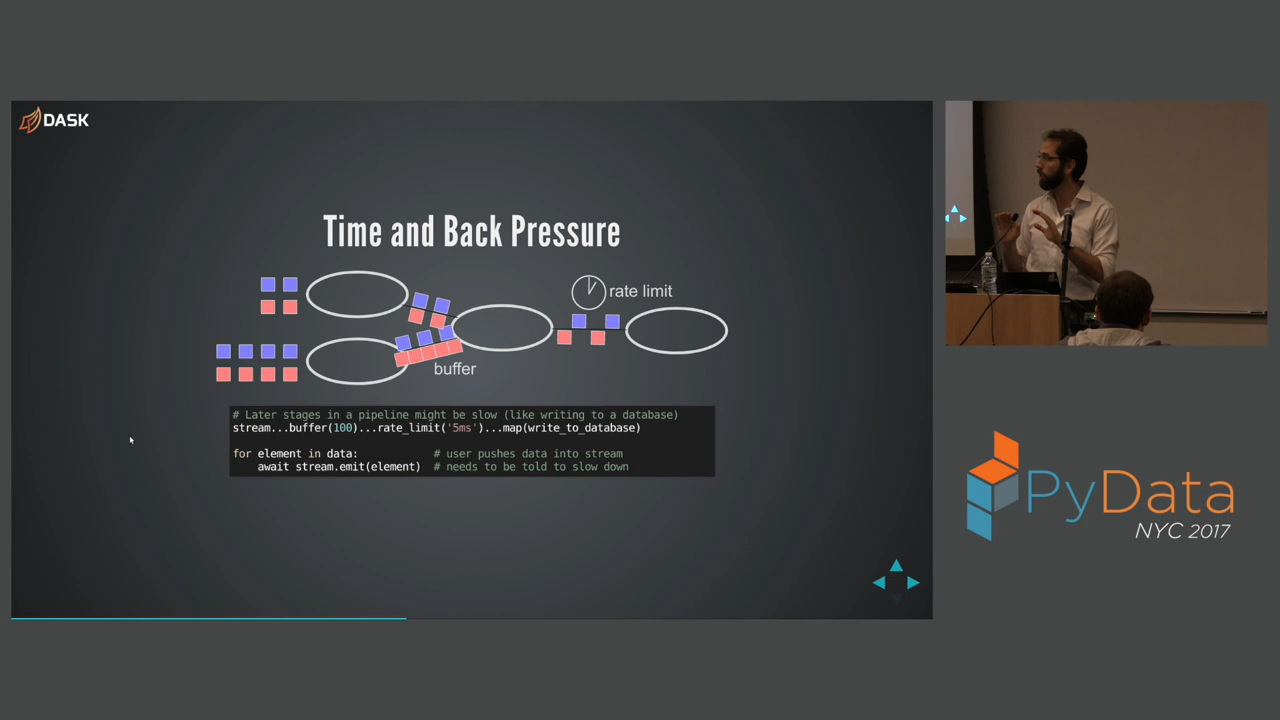 DASK
Time and Back Pressure
rate limit
buffer
# Later stages in a pipeline might be slow (like writing to a database)
stream...buffer(100)...rate_limit('5ms')...map(write_to_database)
for element in data:           # user pushes data into stream
    await stream.emit(element)  # needs to be told to slow down
PyData
NYC 2017